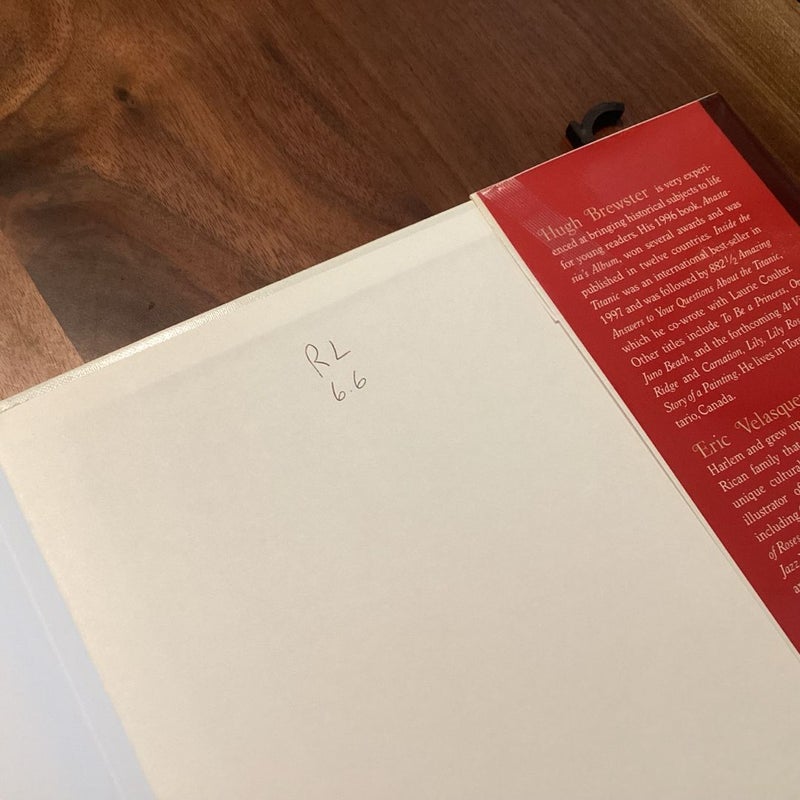 RL
6.6
Hugh Brewster is very experi-
enced at bringing historical subjects to life
for young readers. His 1996 book, Anasta-
sia's Album, won several awards and was
published in twelve countries. Inside the
Titanic was an international best-seller in
1997 and was followed by 882½ Amazing
Answers to Your Questions About the Titanic,
which he co-wrote with Laurie Coulter.
Other titles include To Be a Princess, On
Juno Beach, and the forthcoming At
Ridge and Carnation, Lily, Lily
Story of a Painting. He lives in
tario, Canada.
Eric
Harlem and grew up
Rican family that
unique
illustrator of
including
of
Jazz